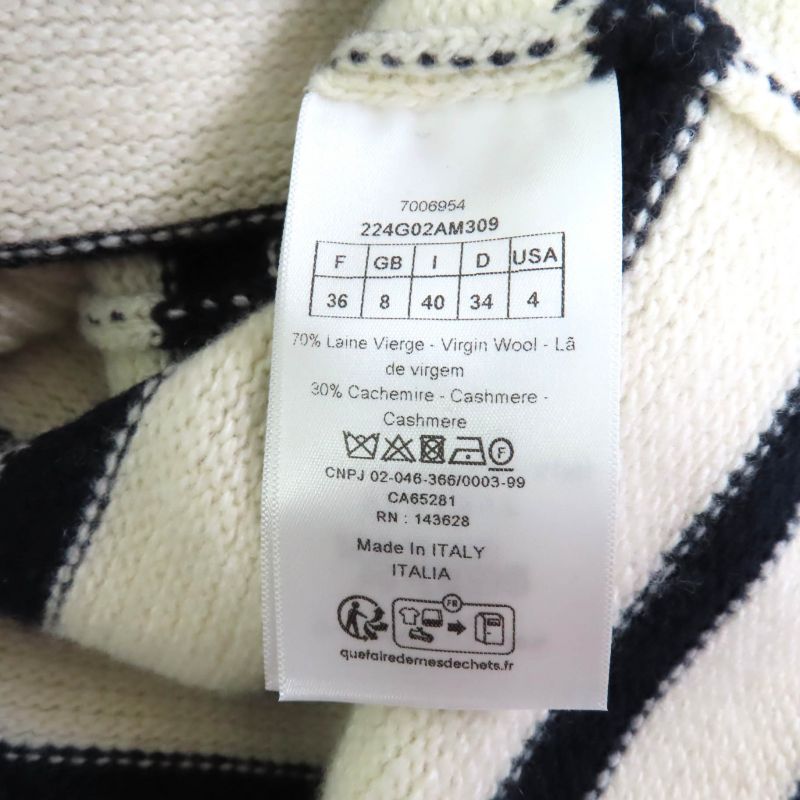 7006954
224G02AM309
F GB I D USA
36 8 40 34 4
70% Laine Vierge - Virgin Wool - Lã
de virgem
30% Cachemire - Cashmere -
Cashmere
F
CNPJ 02-046-366/0003-99
CA65281
RN : 143628
Made In ITALY
ITALIA
FR
quefairedemesdechets.fr